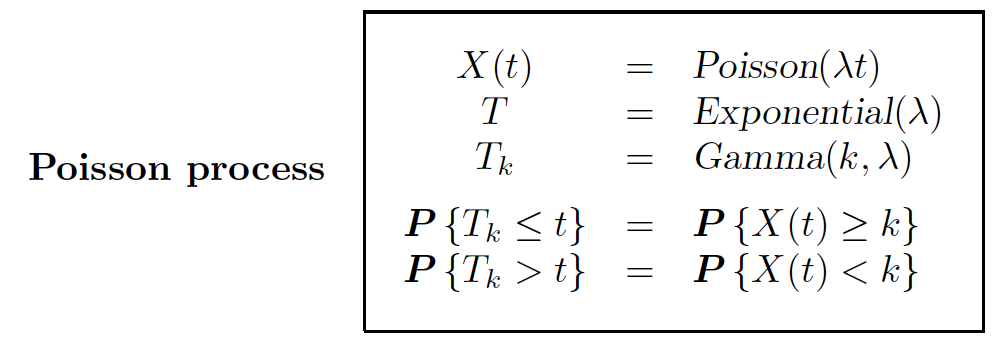 X(t) = Poisson(λt)
T = Exponential(λ)
Poisson process
T_k = Gamma(k, λ)
P {T_k ≤ t} = P {X(t) ≥ k}
P {T_k > t} = P {X(t) < k}